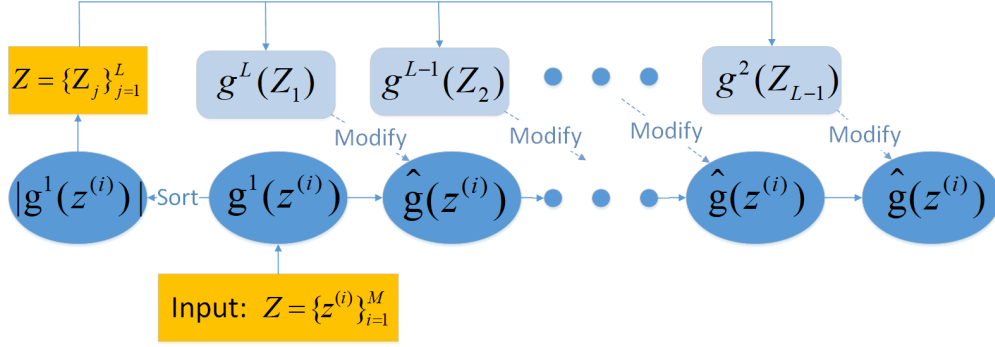 Z = {Z_j}_{j=1}^L
g^L(Z_1)
g^{L-1}(Z_2)
g^2(Z_{L-1})
Modify
Modify
Modify
Modify
|g^1(z^{(i)})|
Sort
g^1(z^{(i)})
ĝ(z^{(i)})
ĝ(z^{(i)})
ĝ(z^{(i)})
Input: Z = {z^{(i)}}_{i=1}^M